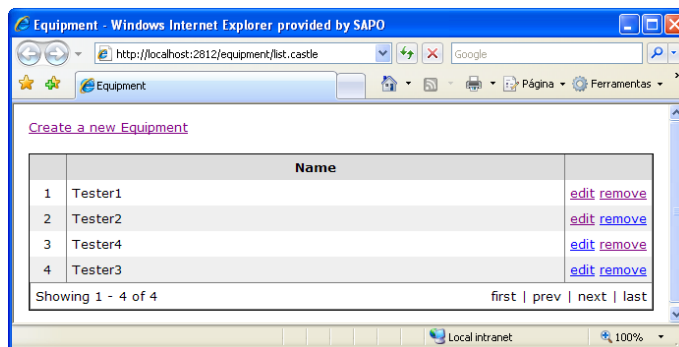 Equipment - Windows Internet Explorer provided by SAPO
http://localhost:2812/equipment/list.castle
Google
Equipment
Página
Ferramentas
Create a new Equipment
Name
1 Tester1 edit remove
2 Tester2 edit remove
3 Tester4 edit remove
4 Tester3 edit remove
Showing 1 - 4 of 4 first | prev | next | last
Local intranet 100%